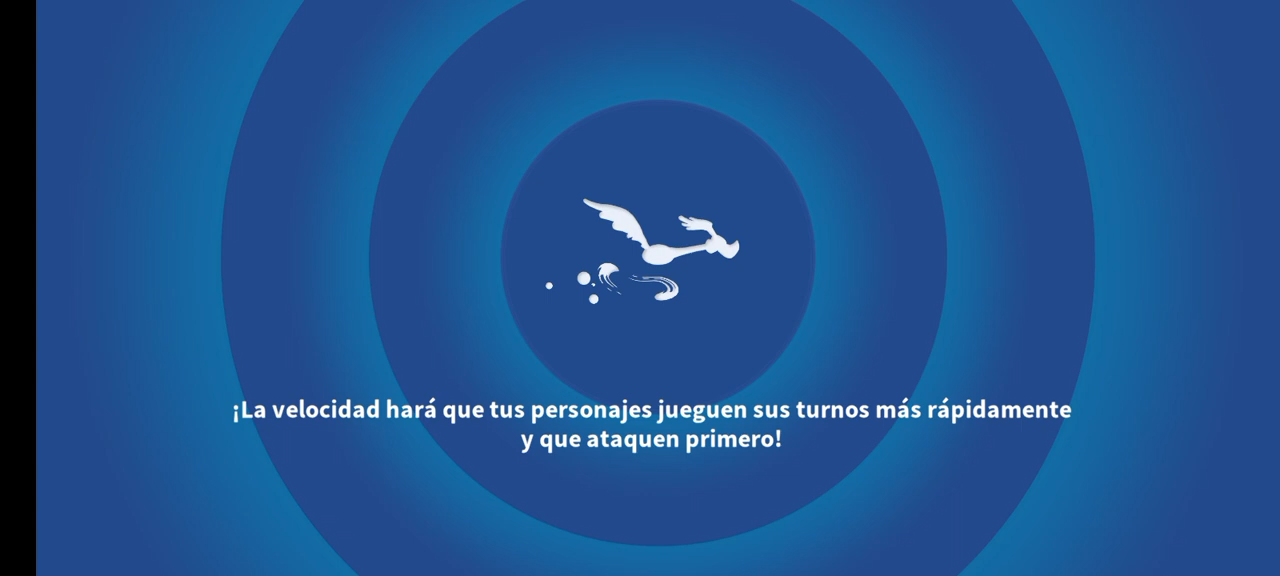 ¡La velocidad hará que tus personajes jueguen sus turnos más rápidamente
y que ataquen primero!